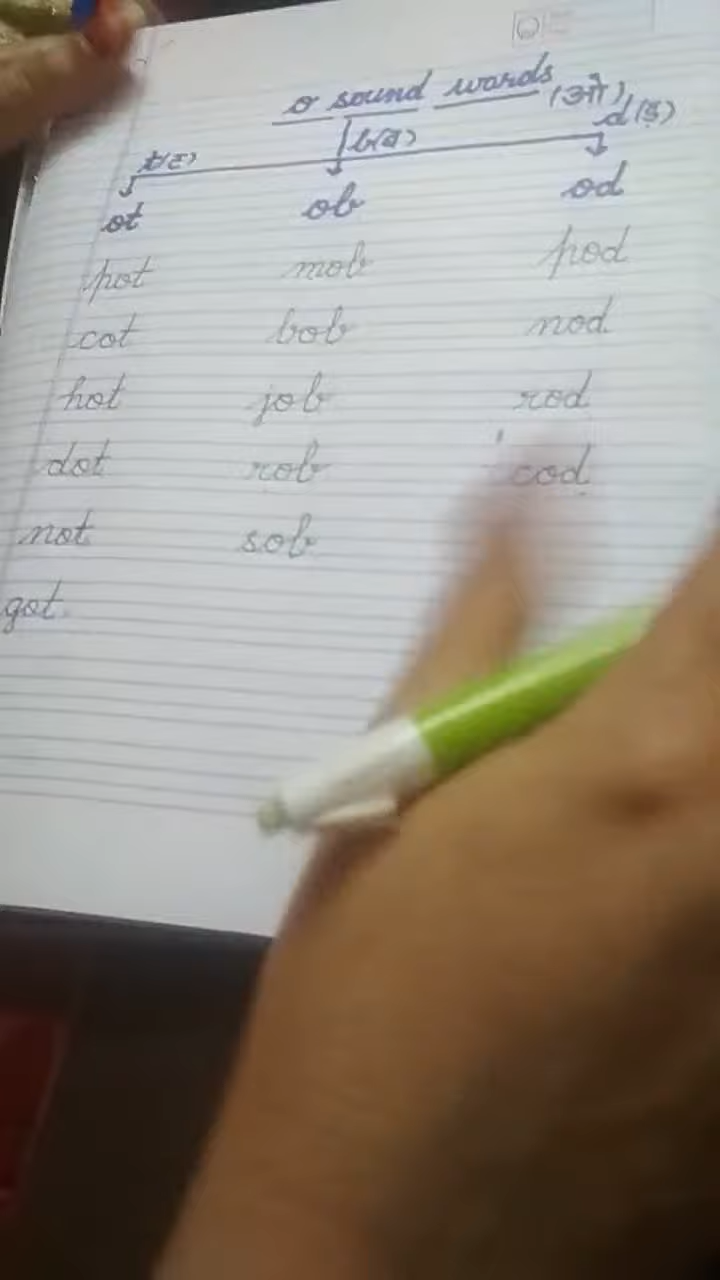 o sound words (ओ)
t(ट) b(ब) d(ड)
ot ob od
pot mob pod
cot bob nod
hot job rod
dot rob cod
not sob
got